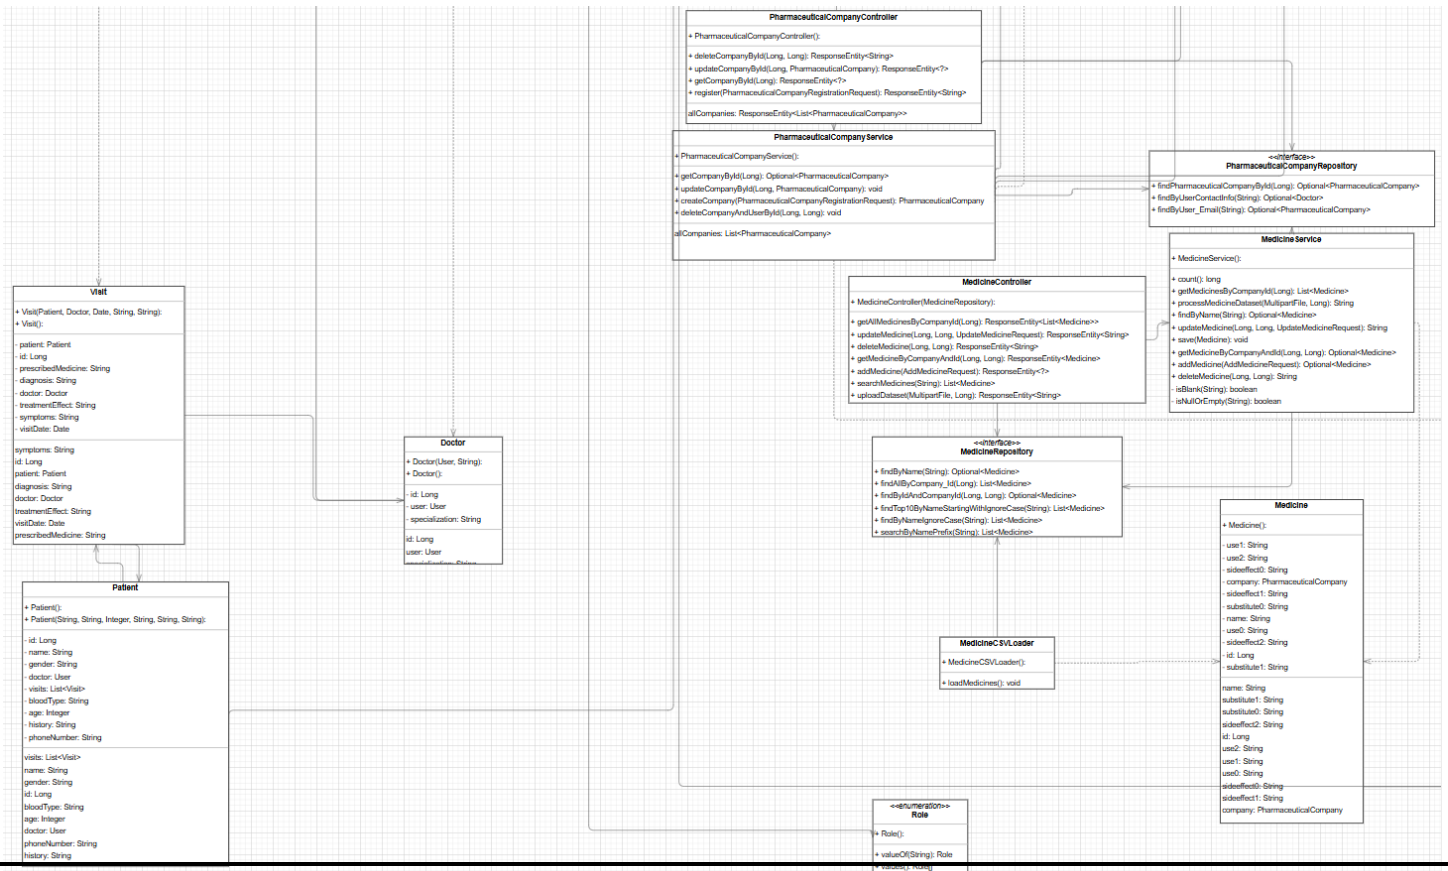 PharmaceuticalCompanyController
+ PharmaceuticalCompanyController():
+ deleteCompanyById(Long, Long): ResponseEntity<String>
+ updateCompanyById(Long, PharmaceuticalCompany): ResponseEntity<?>
+ getCompanyById(Long): ResponseEntity<?>
+ register(PharmaceuticalCompanyRegistrationRequest): ResponseEntity<String>
allCompanies: ResponseEntity<List<PharmaceuticalCompany>>
PharmaceuticalCompanyService
+ PharmaceuticalCompanyService():
+ getCompanyById(Long): Optional<PharmaceuticalCompany>
+ updateCompanyById(Long, PharmaceuticalCompany): void
+ createCompany(PharmaceuticalCompanyRegistrationRequest): PharmaceuticalCompany
+ deleteCompanyAndUserById(Long, Long): void
allCompanies: List<PharmaceuticalCompany>
<<interface>>
PharmaceuticalCompanyRepository
+ findPharmaceuticalCompanyById(Long): Optional<PharmaceuticalCompany>
+ findByUserContactInfo(String): Optional<Doctor>
+ findByUser_Email(String): Optional<PharmaceuticalCompany>
MedicineService
+ MedicineService():
+ count(): long
+ getMedicinesByCompanyId(Long): List<Medicine>
+ processMedicineDataset(MultipartFile, Long): String
+ findByName(String): Optional<Medicine>
+ updateMedicine(Long, Long, UpdateMedicineRequest): String
+ save(Medicine): void
+ getMedicineByCompanyAndId(Long, Long): Optional<Medicine>
+ addMedicine(AddMedicineRequest): Optional<Medicine>
+ deleteMedicine(Long, Long): String
- isBlank(String): boolean
- isNullOrEmpty(String): boolean
MedicineController
+ MedicineController(MedicineRepository):
+ getAllMedicinesByCompanyId(Long): ResponseEntity<List<Medicine>>
+ updateMedicine(Long, Long, UpdateMedicineRequest): ResponseEntity<String>
+ deleteMedicine(Long, Long): ResponseEntity<String>
+ getMedicineByCompanyAndId(Long, Long): ResponseEntity<Medicine>
+ addMedicine(AddMedicineRequest): ResponseEntity<?>
+ searchMedicines(String): List<Medicine>
+ uploadDataset(MultipartFile, Long): ResponseEntity<String>
Visit
+ Visit(Patient, Doctor, Date, String, String):
+ Visit():
- patient: Patient
- id: Long
- prescribedMedicine: String
- diagnosis: String
- doctor: Doctor
- treatmentEffect: String
- symptoms: String
- visitDate: Date
symptoms: String
id: Long
patient: Patient
diagnosis: String
doctor: Doctor
treatmentEffect: String
visitDate: Date
prescribedMedicine: String
Doctor
+ Doctor(User, String):
+ Doctor():
- id: Long
- user: User
- specialization: String
id: Long
user: User
specialization: String
<<interface>>
MedicineRepository
+ findByName(String): Optional<Medicine>
+ findAllByCompany_Id(Long): List<Medicine>
+ findByIdAndCompanyId(Long, Long): Optional<Medicine>
+ findTop10ByNameStartingWithIgnoreCase(String): List<Medicine>
+ findByNameIgnoreCase(String): List<Medicine>
+ searchByNamePrefix(String): List<Medicine>
Medicine
+ Medicine():
- use1: String
- use2: String
- sideeffect0: String
- company: PharmaceuticalCompany
- sideeffect1: String
- substitute0: String
- name: String
- use0: String
- sideeffect2: String
- id: Long
- substitute1: String
name: String
substitute1: String
substitute0: String
sideeffect2: String
id: Long
use2: String
use1: String
use0: String
sideeffect0: String
sideeffect1: String
company: PharmaceuticalCompany
Patient
+ Patient():
+ Patient(String, String, Integer, String, String, String):
- id: Long
- name: String
- gender: String
- doctor: User
- visits: List<Visit>
- bloodType: String
- age: Integer
- history: String
- phoneNumber: String
visits: List<Visit>
name: String
gender: String
id: Long
bloodType: String
age: Integer
doctor: User
phoneNumber: String
history: String
MedicineCSVLoader
+ MedicineCSVLoader():
+ loadMedicines(): void
<<enumeration>>
Role
+ Role():
+ valueOf(String): Role
+ values(): Role[]